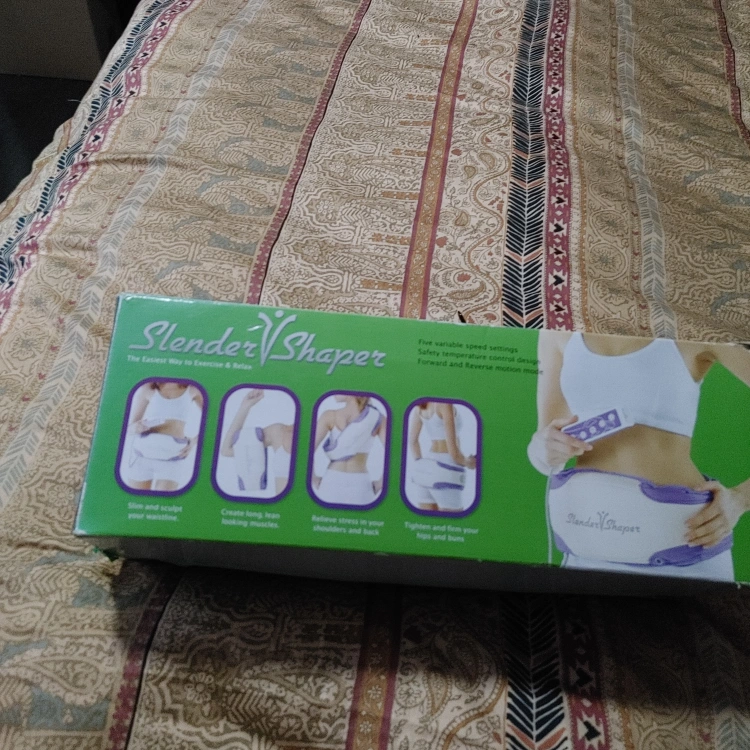 Slender Shaper
The Easiest Way to Exercise & Relax
Five variable speed settings
Safety temperature control design
Forward and Reverse motion mode
Slim and sculpt
your waistline.
Create long, lean
looking muscles.
Relieve stress in your
shoulders and back
Tighten and firm your
hips and bums
Slender Shaper